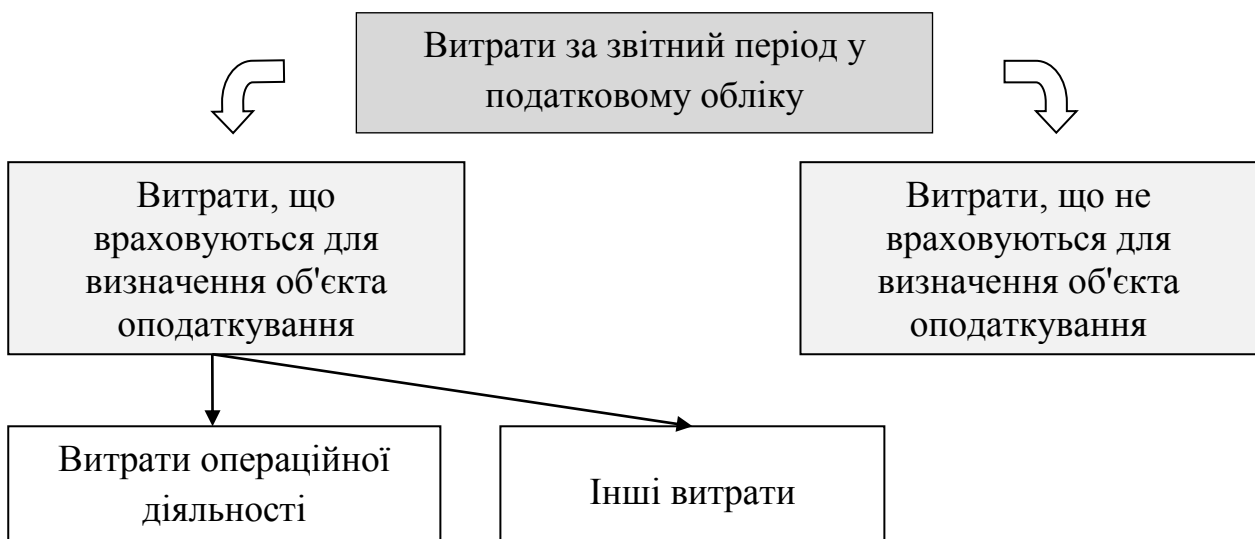 Витрати за звітний період у
податковому обліку
Витрати, що
враховуються для
визначення об'єкта
оподаткування
Витрати, що не
враховуються для
визначення об'єкта
оподаткування
Витрати операційної
діяльності
Інші витрати